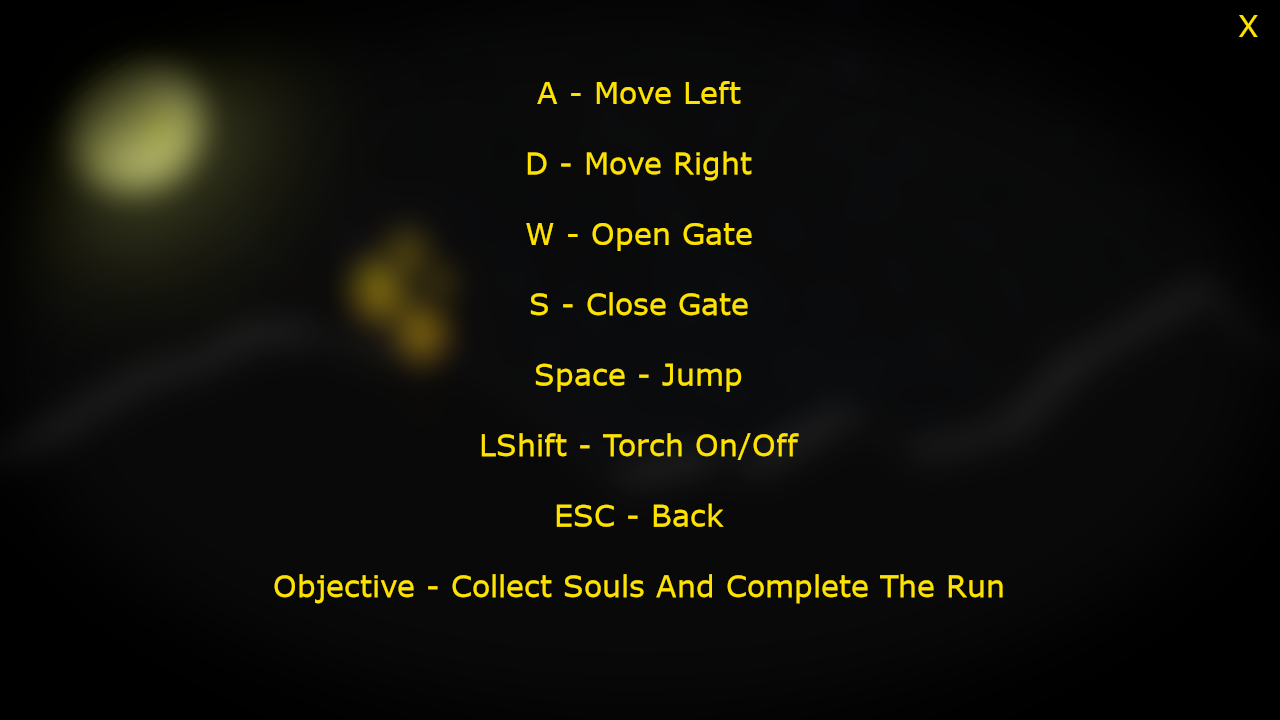 X
A - Move Left
D - Move Right
W - Open Gate
S - Close Gate
Space - Jump
LShift - Torch On/Off
ESC - Back
Objective - Collect Souls And Complete The Run